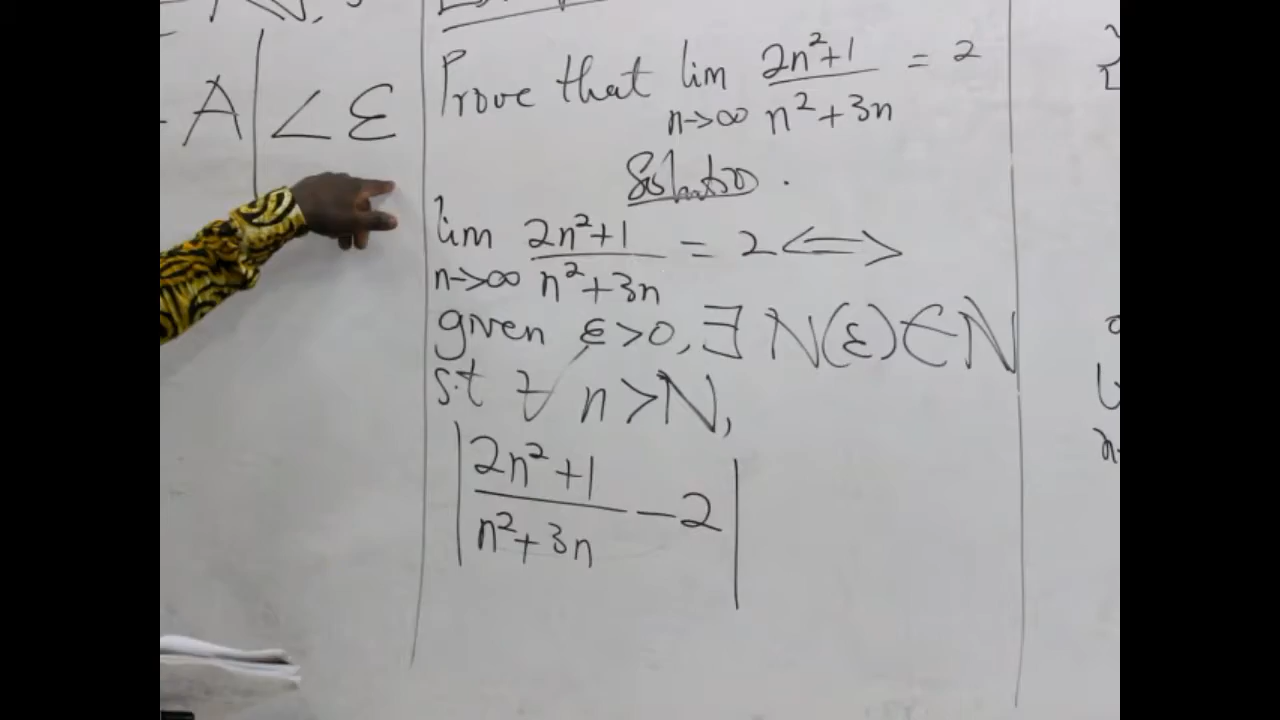 - A| < ε
Prove that lim 2n²+1 / n²+3n = 2
n->∞
Solution.
lim 2n²+1 / n²+3n = 2 <=>
n->∞
given ε>0, ∃ N(ε)∈N
s.t ∀ n>N,
|2n²+1 / n²+3n - 2|